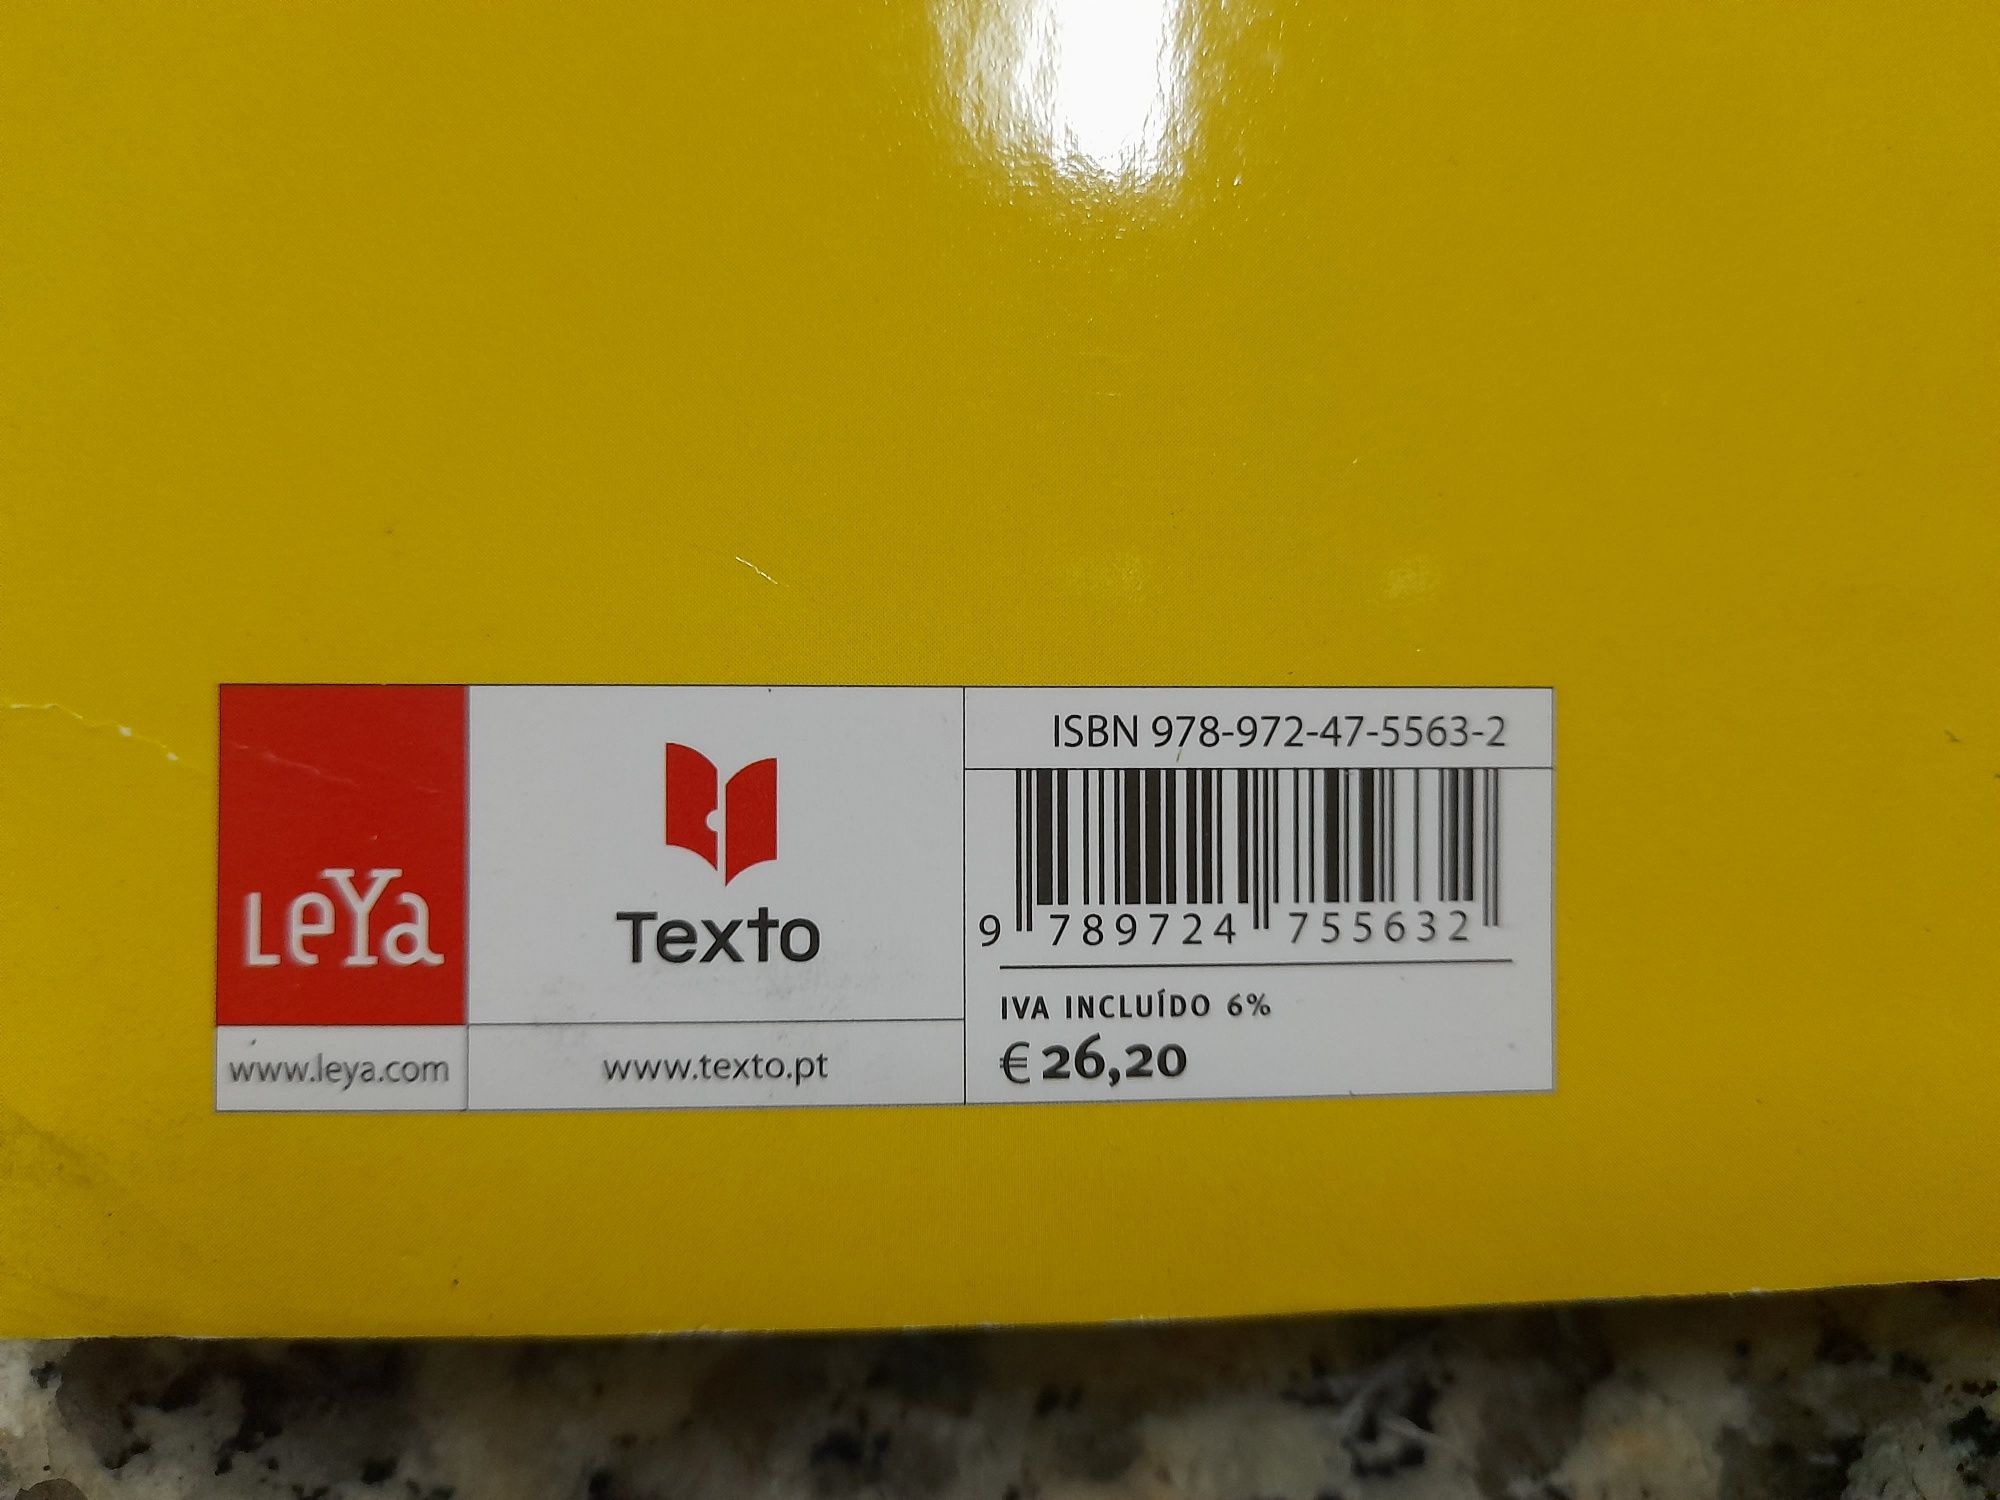 LeYa
www.leya.com
Texto
www.texto.pt
ISBN 978-972-47-5563-2
9 789724 755632
IVA INCLUÍDO 6%
€ 26,20